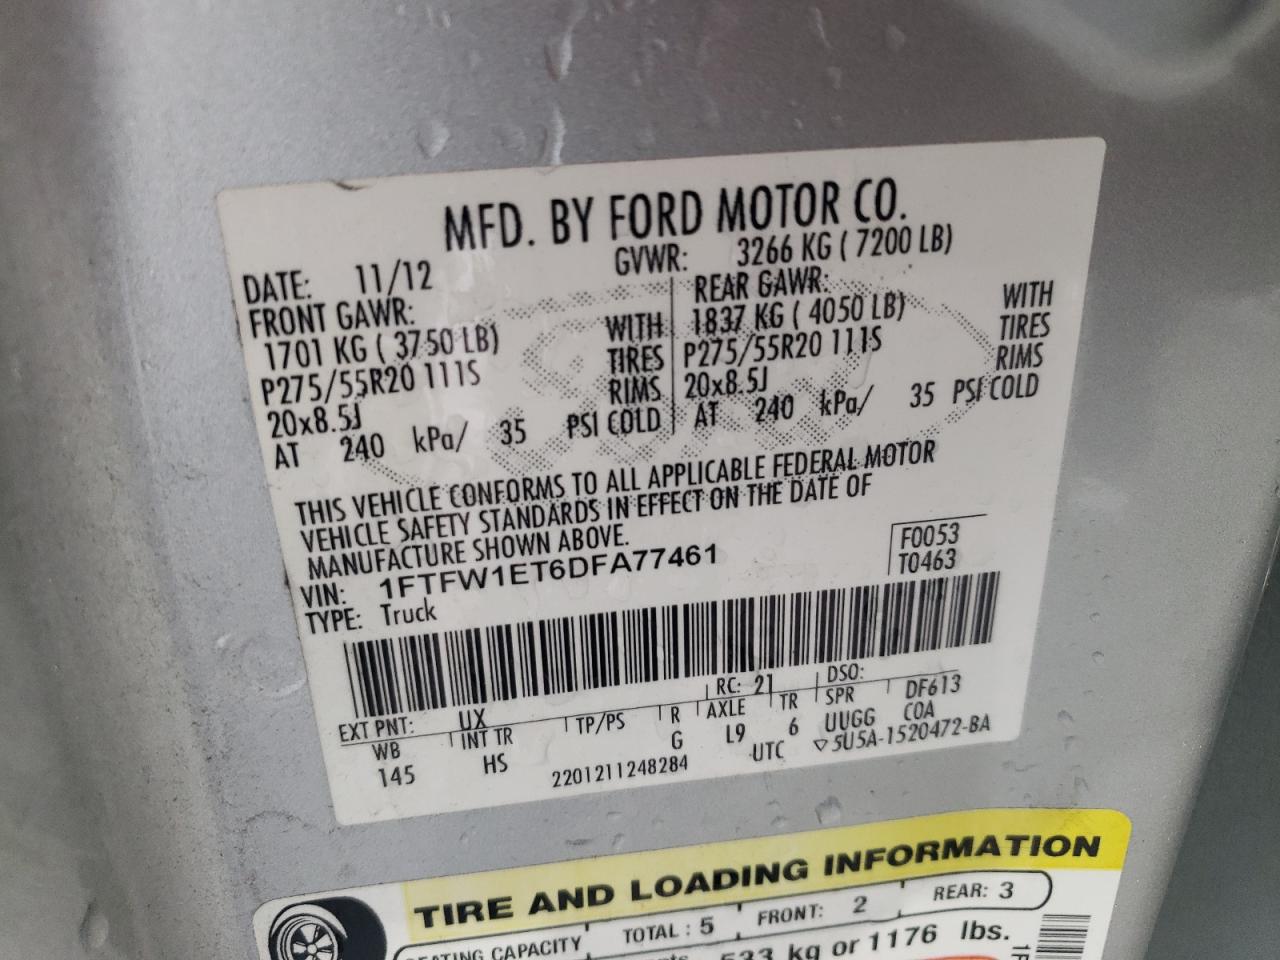 MFD. BY FORD MOTOR CO.
DATE: 11/12 GVWR: 3266 KG ( 7200 LB)
FRONT GAWR: REAR GAWR:
1701 KG ( 3750 LB) WITH 1837 KG ( 4050 LB) WITH
P275/55R20 111S TIRES P275/55R20 111S TIRES
20x8.5J RIMS 20x8.5J RIMS
AT 240 kPa/ 35 PSI COLD AT 240 kPa/ 35 PSI COLD
THIS VEHICLE CONFORMS TO ALL APPLICABLE FEDERAL MOTOR
VEHICLE SAFETY STANDARDS IN EFFECT ON THE DATE OF
MANUFACTURE SHOWN ABOVE.
VIN: 1FTFW1ET6DFA77461 F0053
TYPE: Truck T0463
EXT PNT: UX RC: 21 DSO:
WB INT TR TP/PS R AXLE TR SPR DF613
145 HS G L9 6 UUGG COA
2201211248284 UTC ▽5U5A-1520472-BA
TIRE AND LOADING INFORMATION
SEATING CAPACITY TOTAL : 5 FRONT: 2 REAR: 3
533 kg or 1176 lbs.